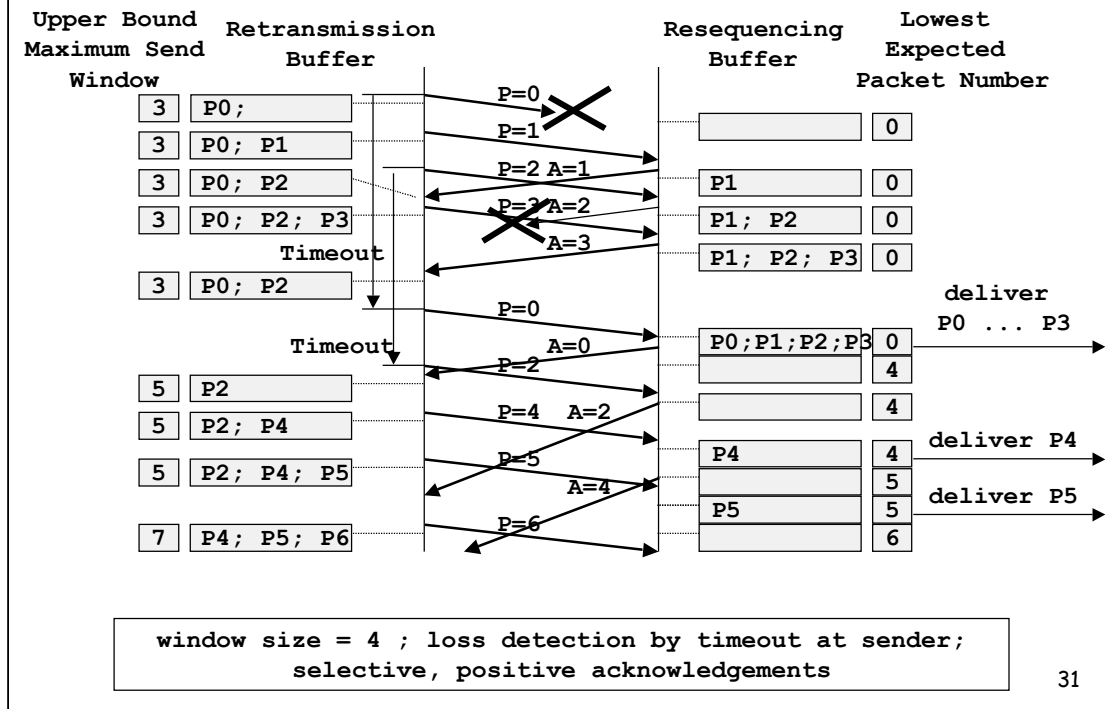 Upper Bound
Maximum Send
Window
Retransmission
Buffer
Resequencing
Buffer
Lowest
Expected
Packet Number
3 P0;
P=0
0
3 P0; P1
P=1
3 P0; P2
P=2 A=1
P1 0
3 P0; P2; P3
P=3 A=2
P1; P2 0
Timeout
A=3
P1; P2; P3 0
3 P0; P2
deliver
P0 ... P3
P=0
P0;P1;P2;P3 0
Timeout
A=0
P=2
4
5 P2
4
5 P2; P4
P=4 A=2
P4 4
deliver P4
5 P2; P4; P5
P=5
5
A=4
P5 5
deliver P5
7 P4; P5; P6
P=6
6
window size = 4 ; loss detection by timeout at sender;
selective, positive acknowledgements
31